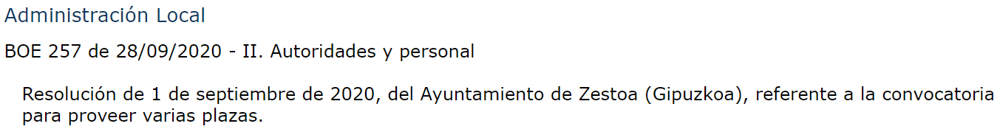 Administración Local
BOE 257 de 28/09/2020 - II. Autoridades y personal
Resolución de 1 de septiembre de 2020, del Ayuntamiento de Zestoa (Gipuzkoa), referente a la convocatoria
para proveer varias plazas.